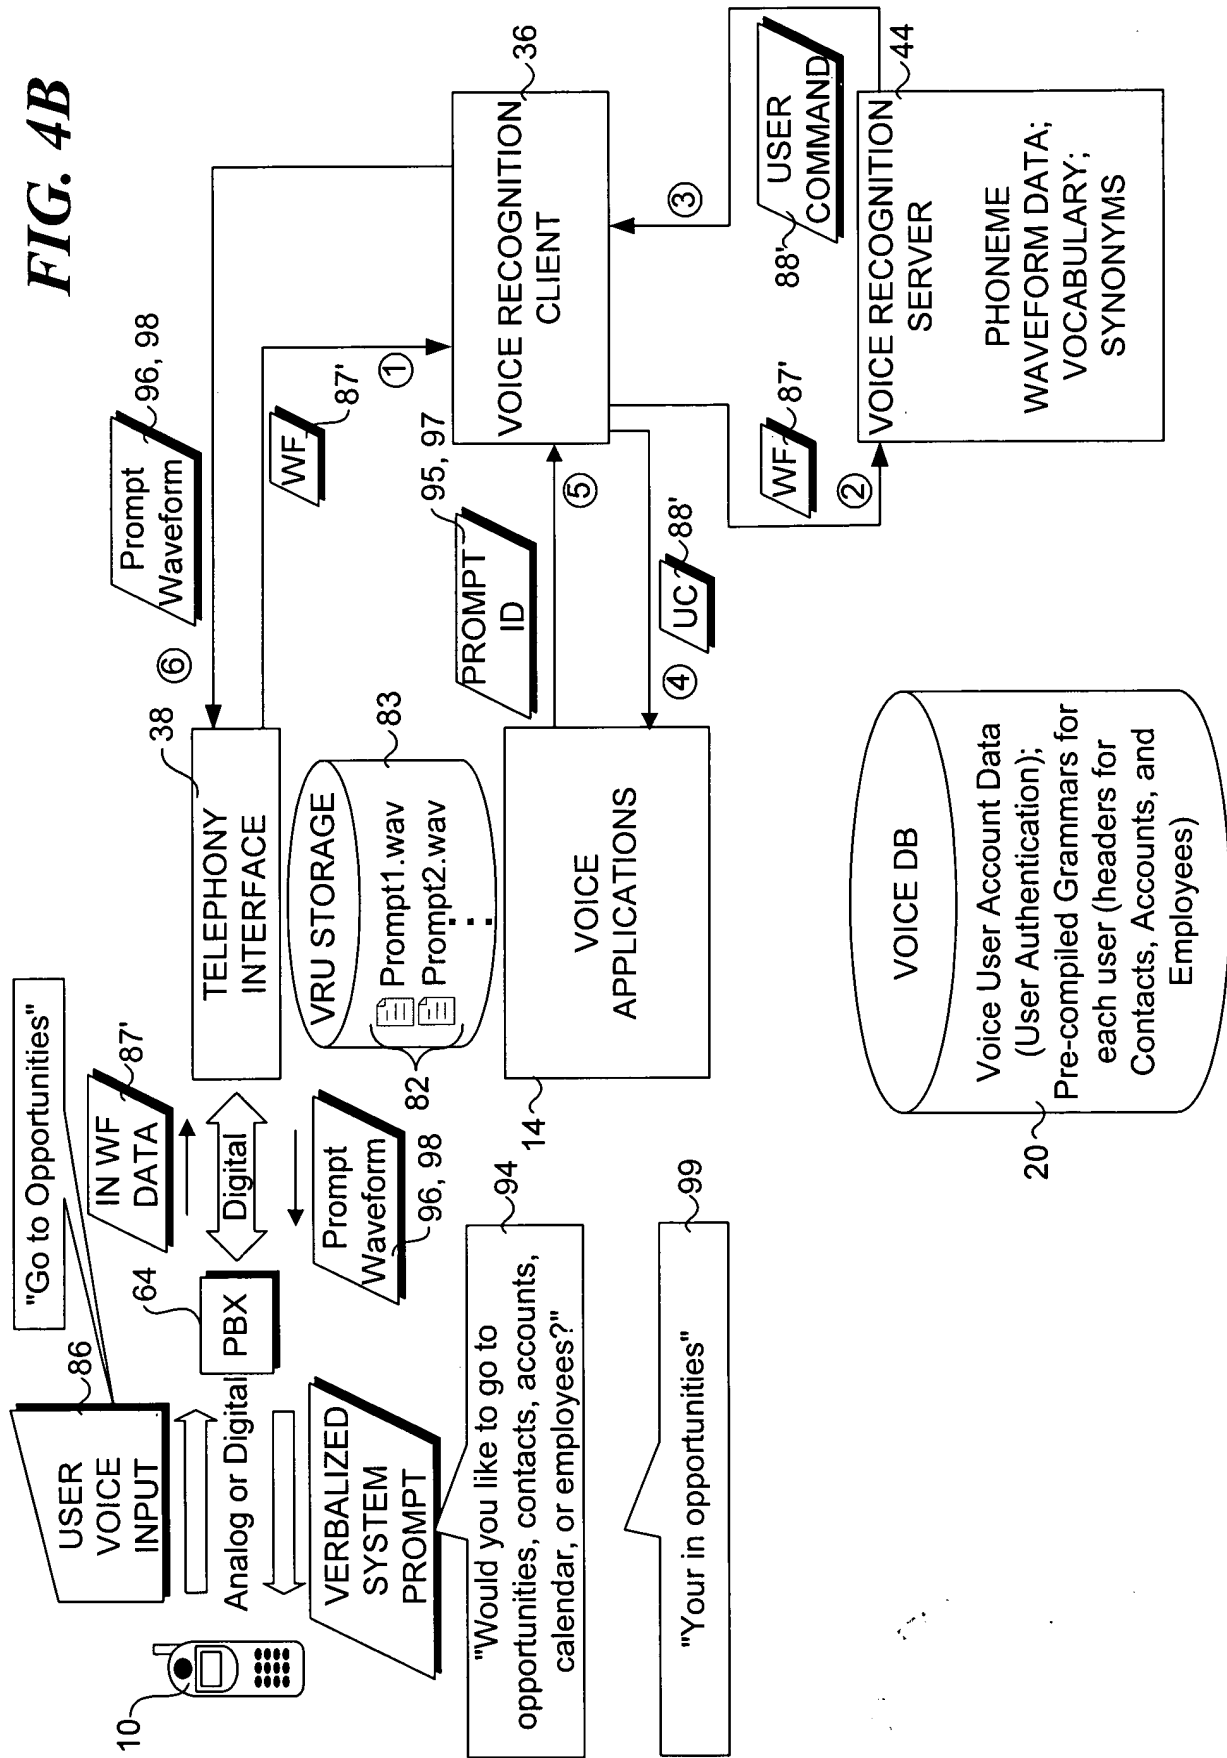 FIG. 4B
"Go to Opportunities"
USER
VOICE
INPUT
86
10
Analog or Digital
64
PBX
IN WF
DATA
87'
Digital
Prompt
Waveform
96, 98
VERBALIZED
SYSTEM
PROMPT
"Would you like to go to
opportunities, contacts, accounts,
calendar, or employees?"
94
"Your in opportunities"
99
TELEPHONY
INTERFACE
38
VRU STORAGE
Prompt1.wav
Prompt2.wav
82
83
VOICE
APPLICATIONS
14
6
Prompt
Waveform
96, 98
WF
87'
1
PROMPT
ID
95, 97
5
4
UC
88'
VOICE RECOGNITION
CLIENT
36
WF
87'
2
3
USER
COMMAND
88'
VOICE RECOGNITION
SERVER
44
PHONEME
WAVEFORM DATA;
VOCABULARY;
SYNONYMS
VOICE DB
Voice User Account Data
(User Authentication);
Pre-compiled Grammars for
each user (headers for
Contacts, Accounts, and
Employees)
20